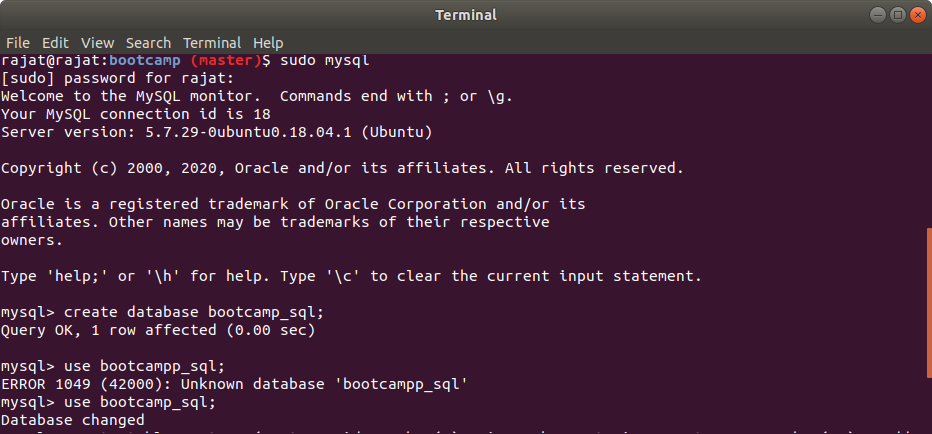 Terminal
File Edit View Search Terminal Help
rajat@rajat:bootcamp (master)$ sudo mysql
[sudo] password for rajat:
Welcome to the MySQL monitor.  Commands end with ; or \g.
Your MySQL connection id is 18
Server version: 5.7.29-0ubuntu0.18.04.1 (Ubuntu)
Copyright (c) 2000, 2020, Oracle and/or its affiliates. All rights reserved.
Oracle is a registered trademark of Oracle Corporation and/or its
affiliates. Other names may be trademarks of their respective
owners.
Type 'help;' or '\h' for help. Type '\c' to clear the current input statement.
mysql> create database bootcamp_sql;
Query OK, 1 row affected (0.00 sec)
mysql> use bootcampp_sql;
ERROR 1049 (42000): Unknown database 'bootcampp_sql'
mysql> use bootcamp_sql;
Database changed